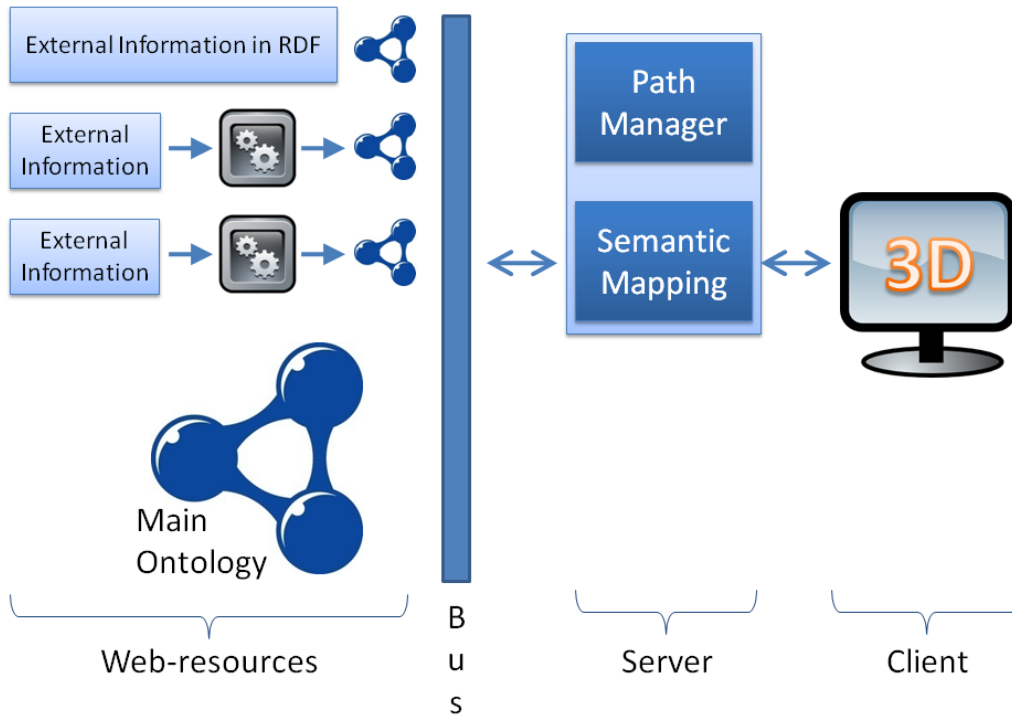 External Information in RDF
External
Information
External
Information
Main
Ontology
Web-resources
B
u
s
Path
Manager
Semantic
Mapping
Server
3D
Client